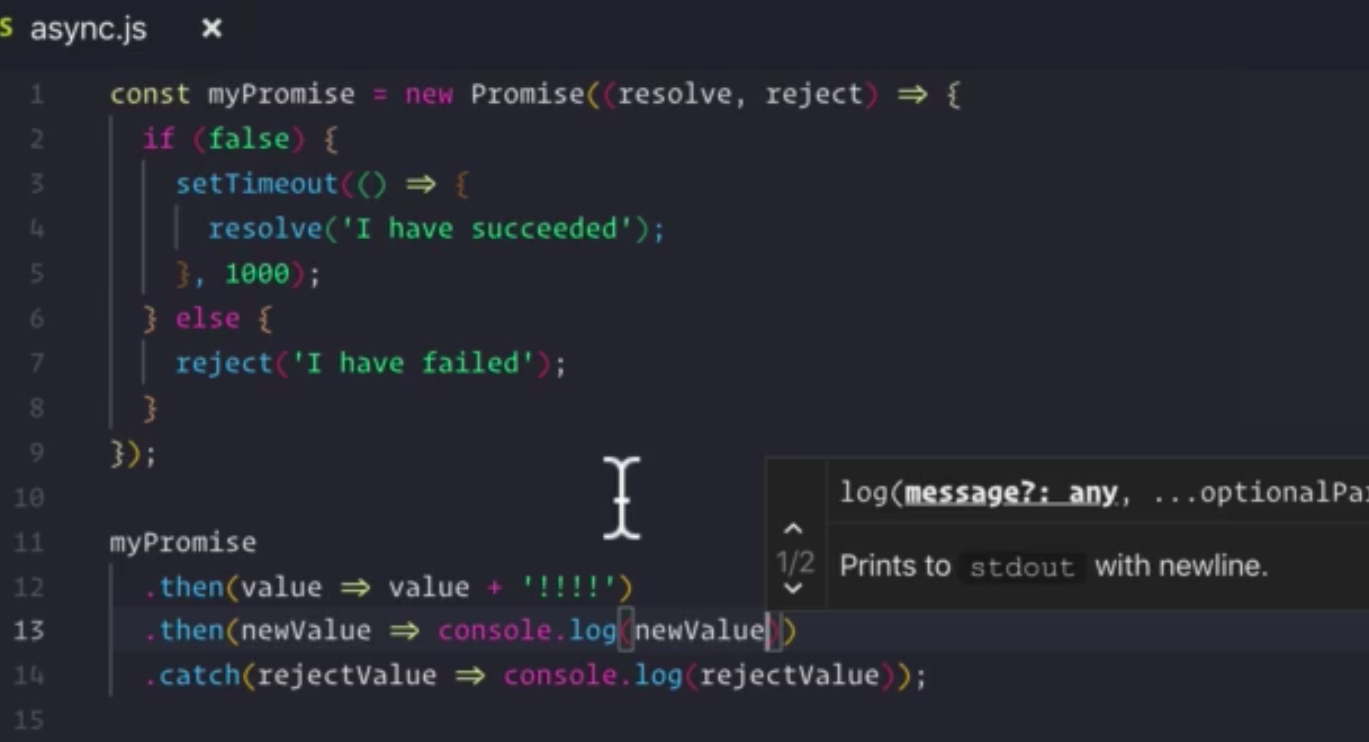 S async.js ×
1 const myPromise = new Promise((resolve, reject) => {
2 if (false) {
3 setTimeout(() => {
4 resolve('I have succeeded');
5 }, 1000);
6 } else {
7 reject('I have failed');
8 }
9 });
10
11 myPromise
12 .then(value => value + '!!!!!')
13 .then(newValue => console.log(newValue))
14 .catch(rejectValue => console.log(rejectValue));
15
log(message?: any, ...optionalPa
1/2 Prints to stdout with newline.